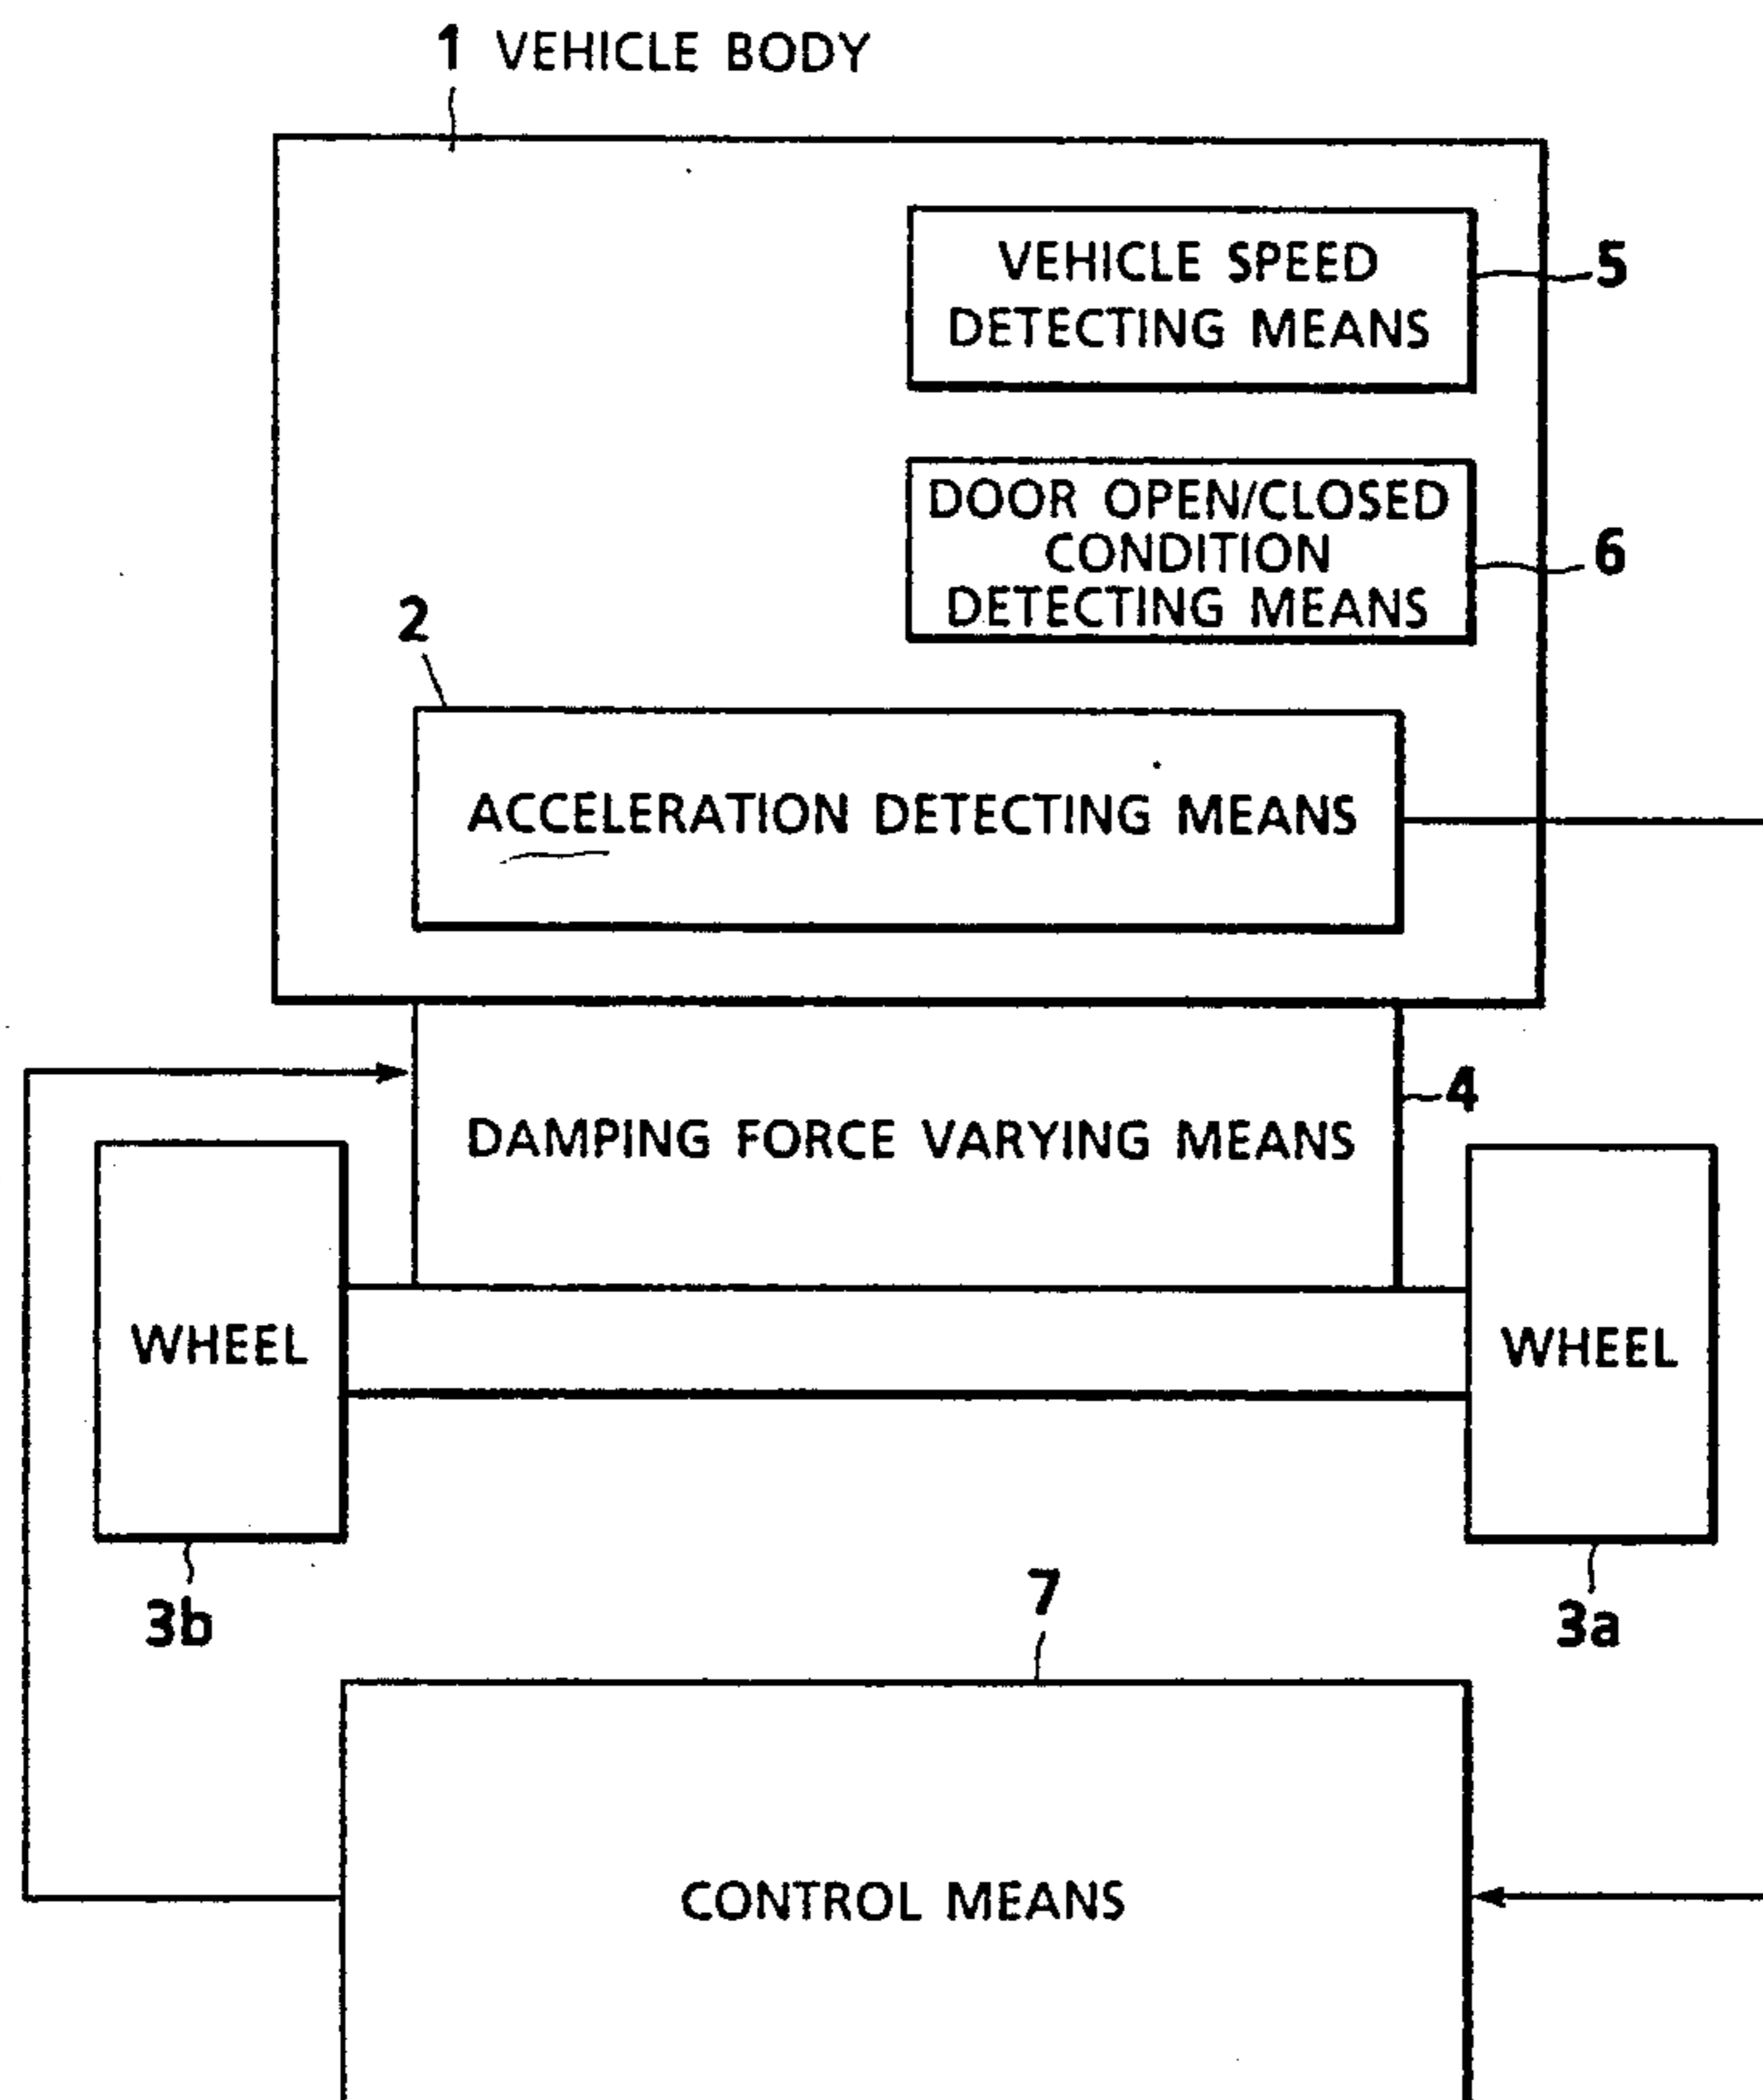 1 VEHICLE BODY
VEHICLE SPEED
DETECTING MEANS
5
DOOR OPEN/CLOSED
CONDITION
DETECTING MEANS
6
2
ACCELERATION DETECTING MEANS
4
DAMPING FORCE VARYING MEANS
WHEEL
WHEEL
3b
3a
7
CONTROL MEANS